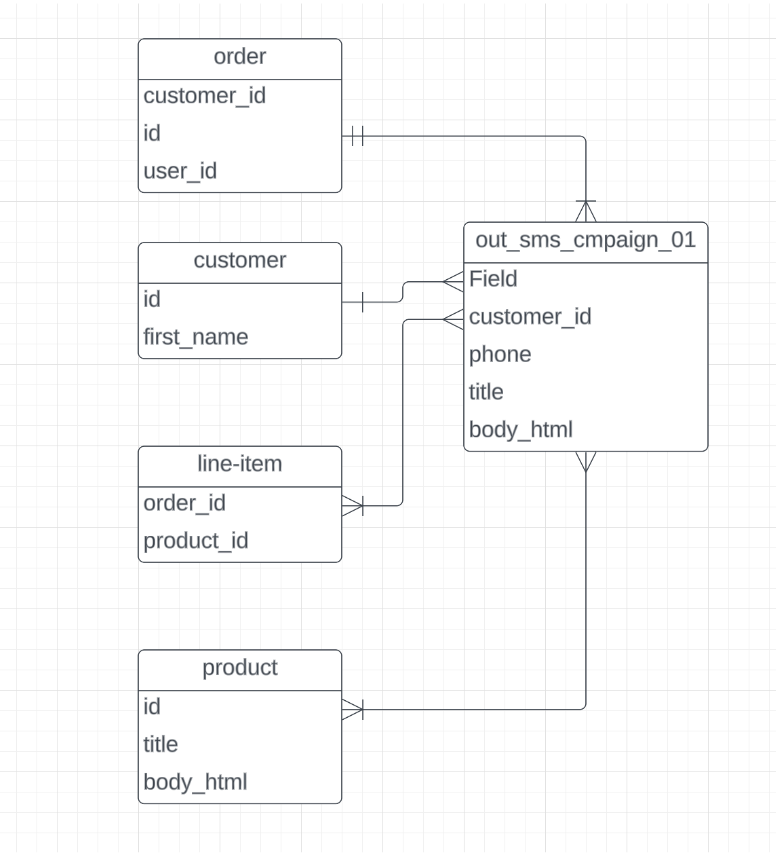 order
customer_id
id
user_id
customer
id
first_name
line-item
order_id
product_id
product
id
title
body_html
out_sms_cmpaign_01
Field
customer_id
phone
title
body_html